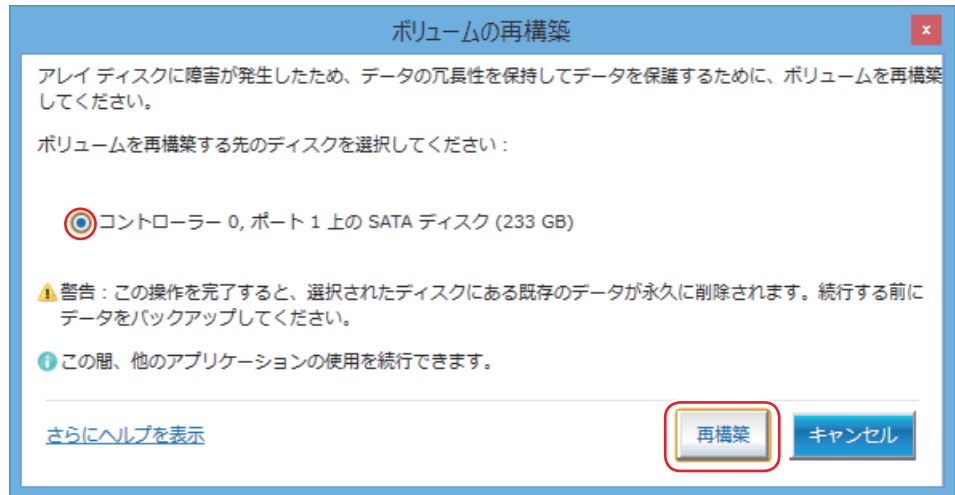 ボリュームの再構築
x
アレイ ディスクに障害が発生したため、データの冗長性を保持してデータを保護するために、ボリュームを再構築
してください。
ボリュームを再構築する先のディスクを選択してください：
コントローラー 0, ポート 1 上の SATA ディスク (233 GB)
警告：この操作を完了すると、選択されたディスクにある既存のデータが永久に削除されます。続行する前に
データをバックアップしてください。
この間、他のアプリケーションの使用を続行できます。
さらにヘルプを表示
再構築
キャンセル